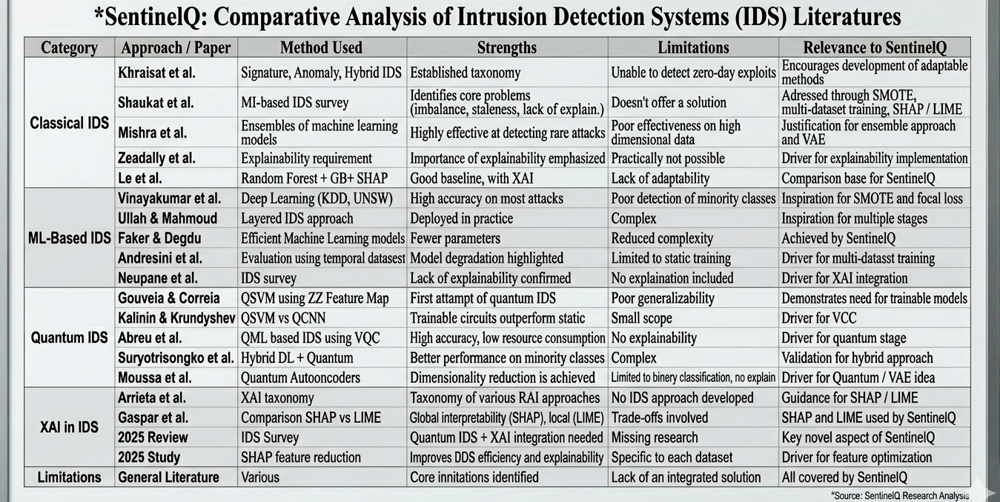 *SentinelQ: Comparative Analysis of Intrusion Detection Systems (IDS) Literatures
Category Approach / Paper Method Used Strengths Limitations Relevance to SentinelQ
Classical IDS
Khraisat et al. Signature, Anomaly, Hybrid IDS Established taxonomy Unable to detect zero-day exploits Encourages development of adaptable
methods
Shaukat et al. MI-based IDS survey Identifies core problems
(imbalance, staleness, lack of explain.) Doesn't offer a solution Adressed through SMOTE,
multi-dataset training, SHAP / LIME
Mishra et al. Ensembles of machine learning
models Highly effective at detecting rare attacks Poor effectiveness on high
dimensional data Justification for ensemble approach
and VAE
Zeadally et al. Explainability requirement Importance of explainability emphasized Practically not possible Driver for explainability implementation
Le et al. Random Forest + GB+ SHAP Good baseline, with XAI Lack of adaptability Comparison base for SentinelQ
ML-Based IDS
Vinayakumar et al. Deep Learning (KDD, UNSW) High accuracy on most attacks Poor detection of minority classes Inspiration for SMOTE and focal loss
Ullah & Mahmoud Layered IDS approach Deployed in practice Complex Inspiration for multiple stages
Faker & Degdu Efficient Machine Learning models Fewer parameters Reduced complexity Achieved by SentinelQ
Andresini et al. Evaluation using temporal datasest Model degradation highlighted Limited to static training Driver for multi-datasst training
Neupane et al. IDS survey Lack of explainability confirmed No explaination included Driver for XAI integration
Quantum IDS
Gouveia & Correia QSVM using ZZ Feature Map First attampt of quantum IDS Poor generalizability Demonstrates need for trainable models
Kalinin & Krundyshev QSVM vs QCNN Trainable circuits outperform static Small scope Driver for VCC
Abreu et al. QML based IDS using VQC High accuracy, low resource consumption No explainability Driver for quantum stage
Suryotrisongko et al. Hybrid DL + Quantum Better performance on minority classes Complex Validation for hybrid approach
Moussa et al. Quantum Autooncoders Dimensionality reduction is achieved Limited to binary classification, no explain Driver for Quantum / VAE idea
XAI in IDS
Arrieta et al. XAI taxonomy Taxonomy of various RAI approaches No IDS approach developed Guidance for SHAP / LIME
Gaspar et al. Comparison SHAP vs LIME Global interpretability (SHAP), local (LIME) Trade-offs involved SHAP and LIME used by SentinelQ
2025 Review IDS Survey Quantum IDS + XAI integration needed Missing research Key novel aspect of SentinelQ
2025 Study SHAP feature reduction Improves DDS efficiency and explainability Specific to each dataset Driver for feature optimization
Limitations General Literature Various Core innitations identified Lack of an integrated solution All covered by SentinelQ
*Source: SentinelQ Research Analysis